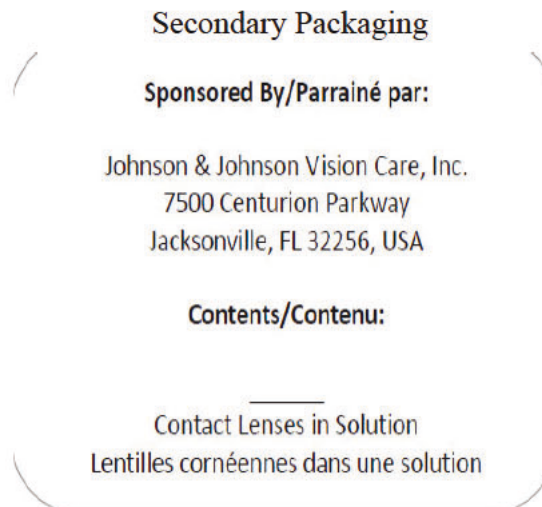 Secondary Packaging
Sponsored By/Parrainé par:
Johnson & Johnson Vision Care, Inc.
7500 Centurion Parkway
Jacksonville, FL 32256, USA
Contents/Contenu:
______
Contact Lenses in Solution
Lentilles cornéennes dans une solution